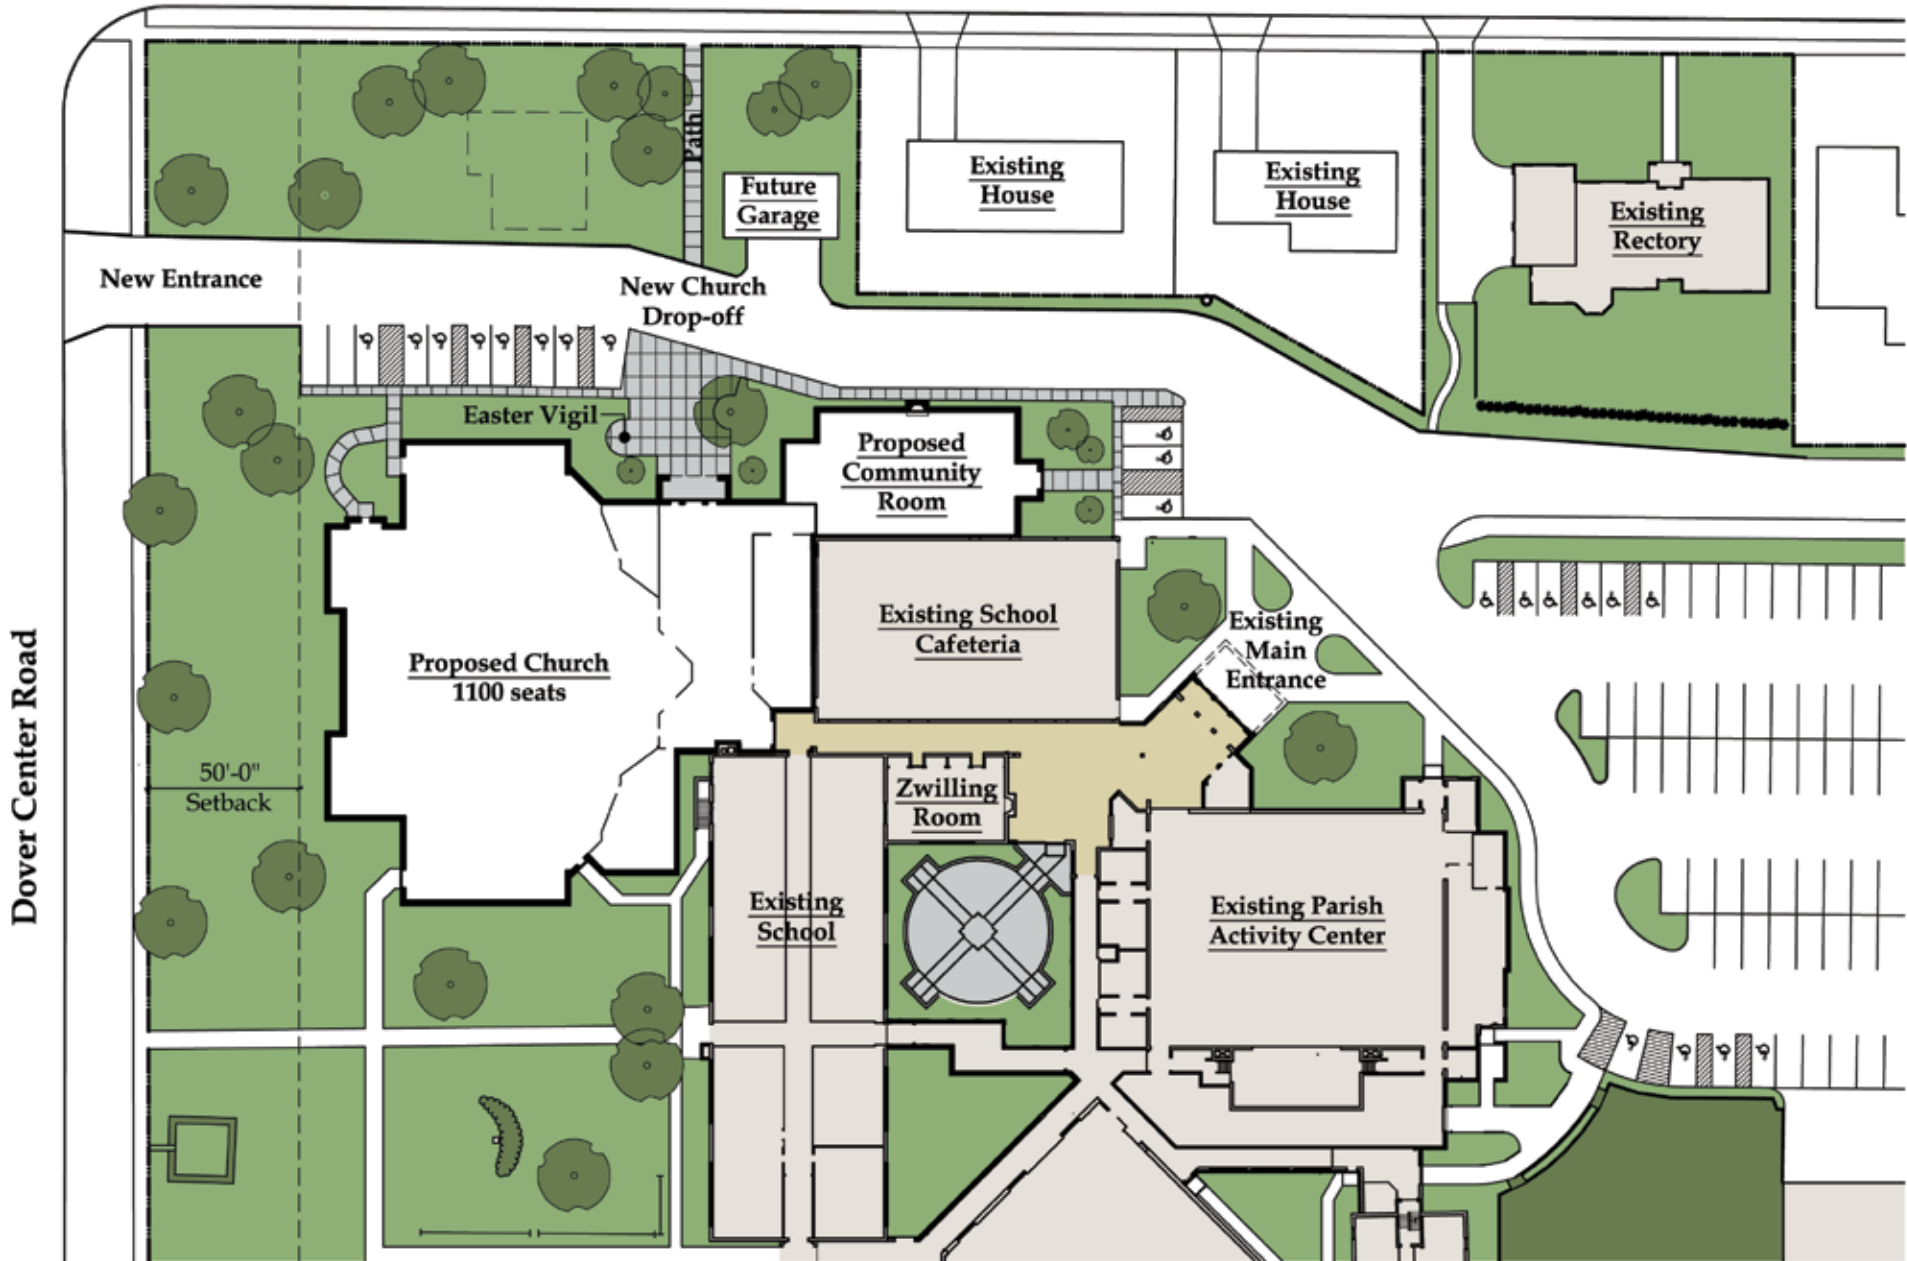 Path
Future
Garage
Existing
House
Existing
House
Existing
Rectory
New Entrance
New Church
Drop-off
Easter Vigil
Proposed
Community
Room
Existing School
Cafeteria
Existing
Main
Entrance
Proposed Church
1100 seats
Dover Center Road
50'-0"
Setback
Zwilling
Room
Existing
School
Existing Parish
Activity Center